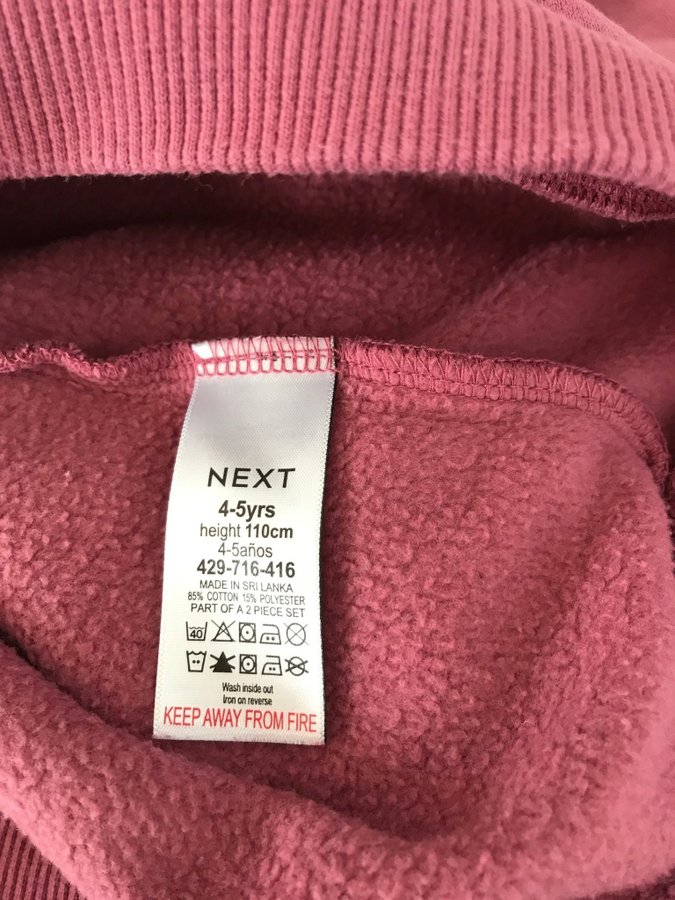 NEXT
4-5yrs
height 110cm
4-5años
429-716-416
MADE IN SRI LANKA
85% COTTON 15% POLYESTER
PART OF A 2 PIECE SET
40
Wash inside out
Iron on reverse
KEEP AWAY FROM FIRE